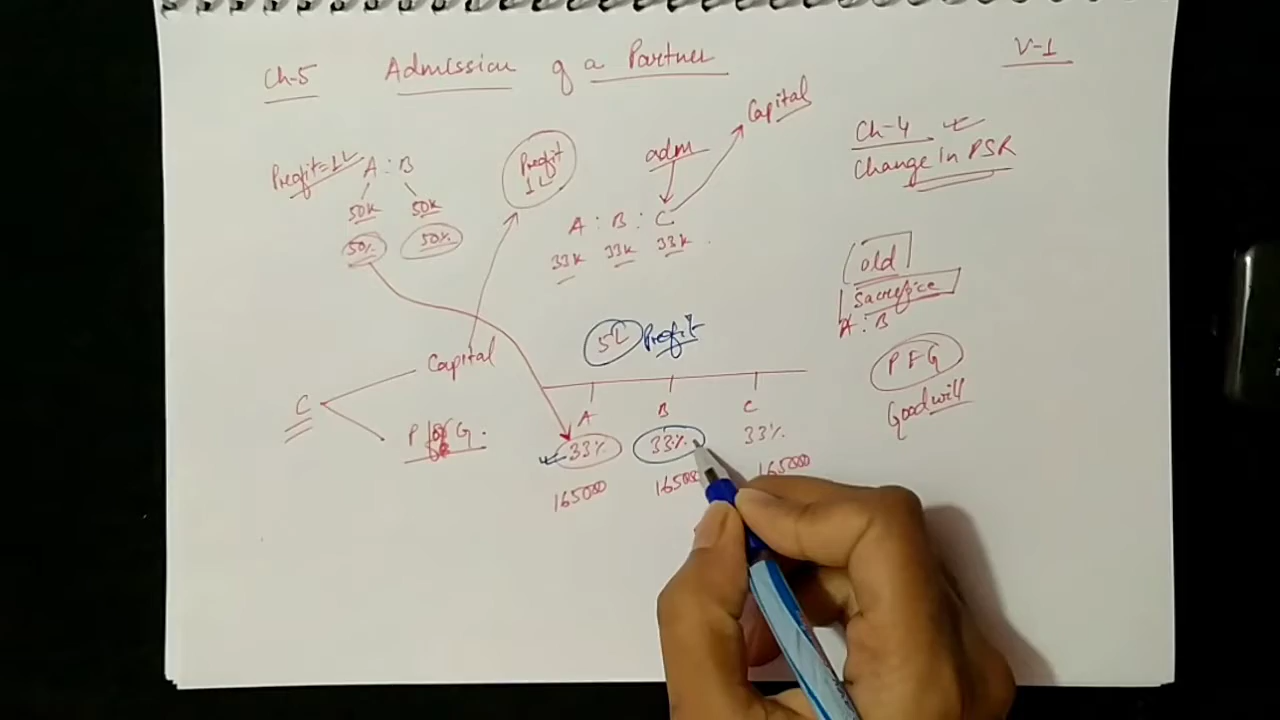 Ch-5 Admission of a Partner V-1
Capital
Profit=1L A : B
50K 50K
50% 50%
Profit
1L
adm
A : B : C
33K 33K 33K
Ch-4
Change in PSR
old
Sacrifice
A : B
PFG
Goodwill
5L Profit
C
Capital
P G.
A B C
33% 33% 33%
165000 165000 165000